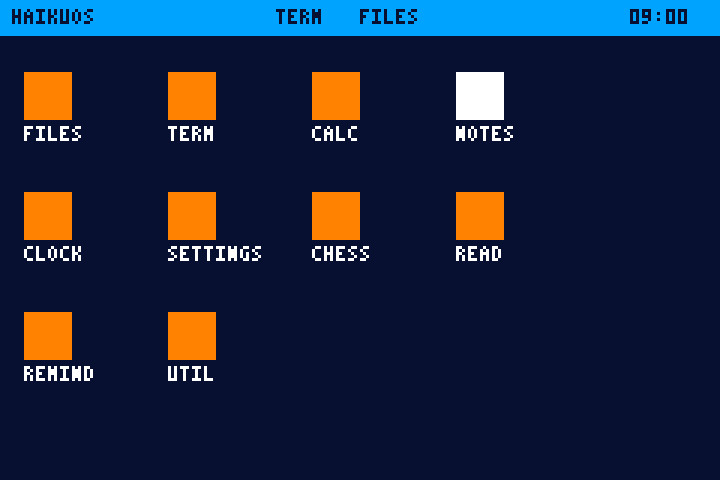 HAIKUOS TERM FILES 09:00
FILES TERM CALC NOTES
CLOCK SETTINGS CHESS READ
REMIND UTIL